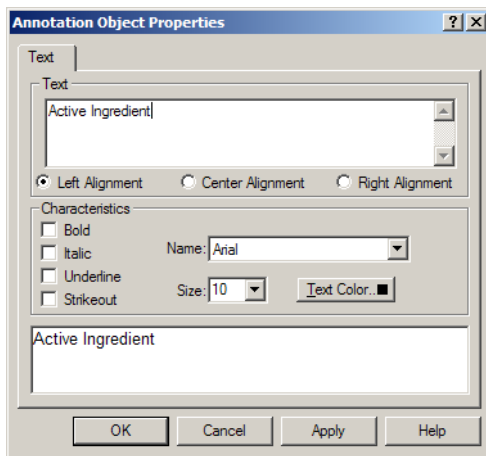 Annotation Object Properties
Text
Text
Active Ingredient
Left Alignment Center Alignment Right Alignment
Characteristics
Bold
Italic
Underline
Strikeout
Name: Arial
Size: 10 Text Color..
Active Ingredient
OK Cancel Apply Help